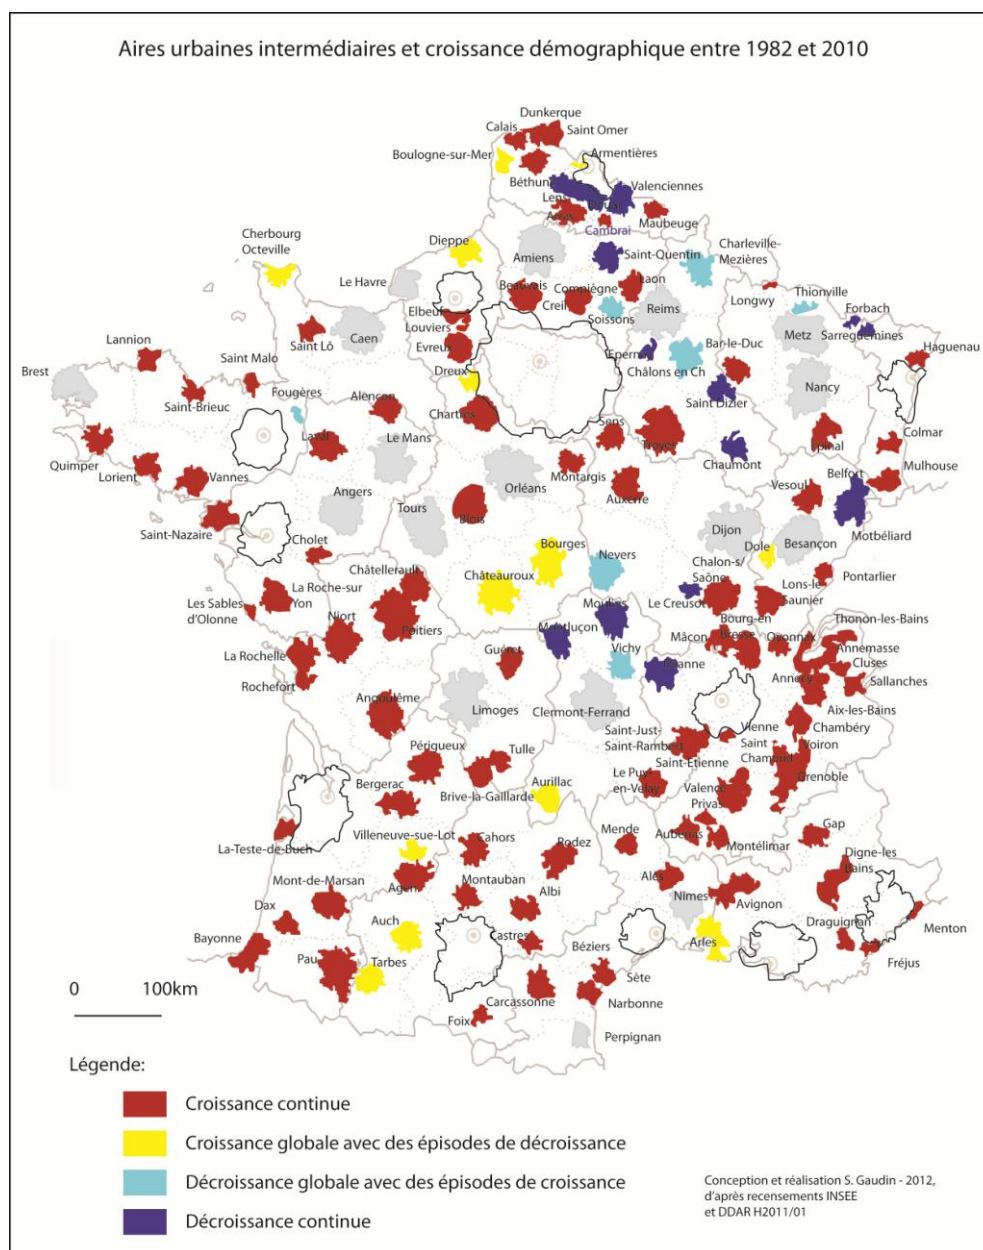 Aires urbaines intermédiaires et croissance démographique entre 1982 et 2010
Dunkerque
Calais
Saint Omer
Boulogne-sur-Mer
Armentières
Béthun
Valenciennes
Lens
Douai
Arras
Maubeuge
Cambrai
Cherbourg
Octeville
Dieppe
Amiens
Saint-Quentin
Charleville-
Mezières
Le Havre
Beauvais
Compiègne
Laon
Longwy
Thionville
Elbeuf
Creil
Soissons
Reims
Forbach
Louviers
Metz
Sarreguemines
Lannion
Saint Lô
Caen
Evreux
Epern
Bar-le-Duc
Haguenau
Brest
Saint Malo
Dreux
Châlons en Ch
Nancy
Fougères
Alençon
Saint-Brieuc
Chartres
Saint Dizier
Laval
Le Mans
Sens
Troyes
Epinal
Colmar
Quimper
Chaumont
Lorient
Vannes
Montargis
Belfort
Mulhouse
Angers
Orléans
Auxerre
Vesoul
Tours
Blois
Saint-Nazaire
Dijon
Motbéliard
Cholet
Bourges
Nevers
Dole
Besançon
Châtellerault
Châteauroux
Chalon-s/
Saône
Pontarlier
La Roche-sur
Yon
Le Creusot
Lons-le
Saunier
Les Sables
d'Olonne
Niort
Poitiers
Moulins
Bourg-en
Bresse
Thonon-les-Bains
Montluçon
Mâcon
Oyonnax
Annemasse
La Rochelle
Guéret
Vichy
Roanne
Cluses
Annecy
Sallanches
Rochefort
Angoulême
Limoges
Clermont-Ferrand
Aix-les-Bains
Saint-Just-
Saint-Rambert
Vienne
Chambéry
Saint
Chamond
Voiron
Périgueux
Tulle
Saint-Etienne
Grenoble
Bergerac
Aurillac
Le Puy-
en-Velay
Valence
Brive-la-Gaillarde
Privas
Villeneuve-sue-Lot
Cahors
Mende
Aubenas
Gap
La-Teste-de-Buch
Rodez
Montélimar
Digne-les
Bains
Mont-de-Marsan
Agen
Montauban
Alès
Albi
Nîmes
Avignon
Dax
Auch
Draguignan
Menton
Bayonne
Castres
Béziers
Arles
Pau
Tarbes
Fréjus
Sète
Carcassonne
Narbonne
Foix
Perpignan
0 100km
Légende:
Croissance continue
Croissance globale avec des épisodes de décroissance
Décroissance globale avec des épisodes de croissance
Décroissance continue
Conception et réalisation S. Gaudin - 2012,
d'après recensements INSEE
et DDAR H2011/01